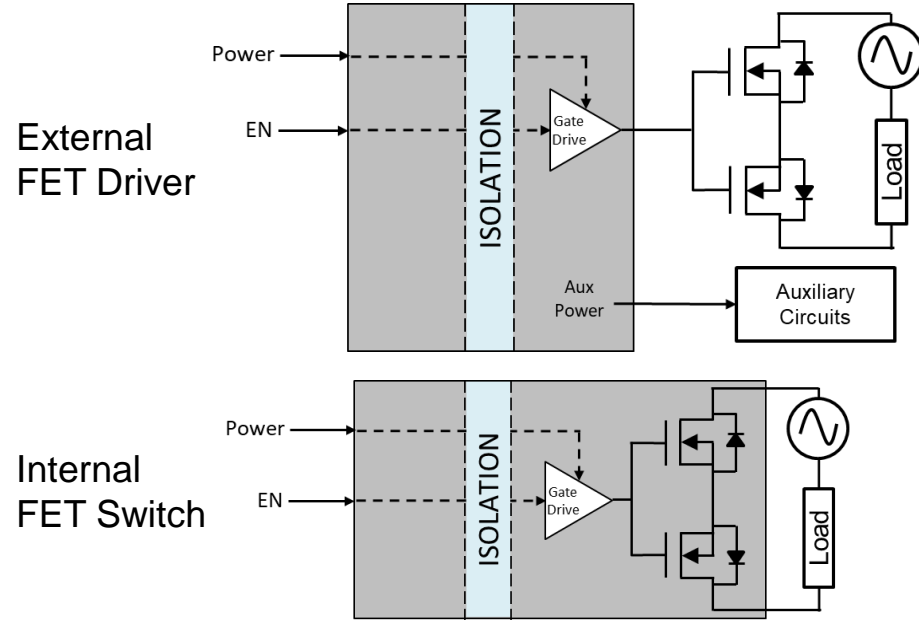 External
FET Driver
Power
EN
ISOLATION
Gate
Drive
Load
Aux
Power
Auxiliary
Circuits
Internal
FET Switch
Power
EN
ISOLATION
Gate
Drive
Load